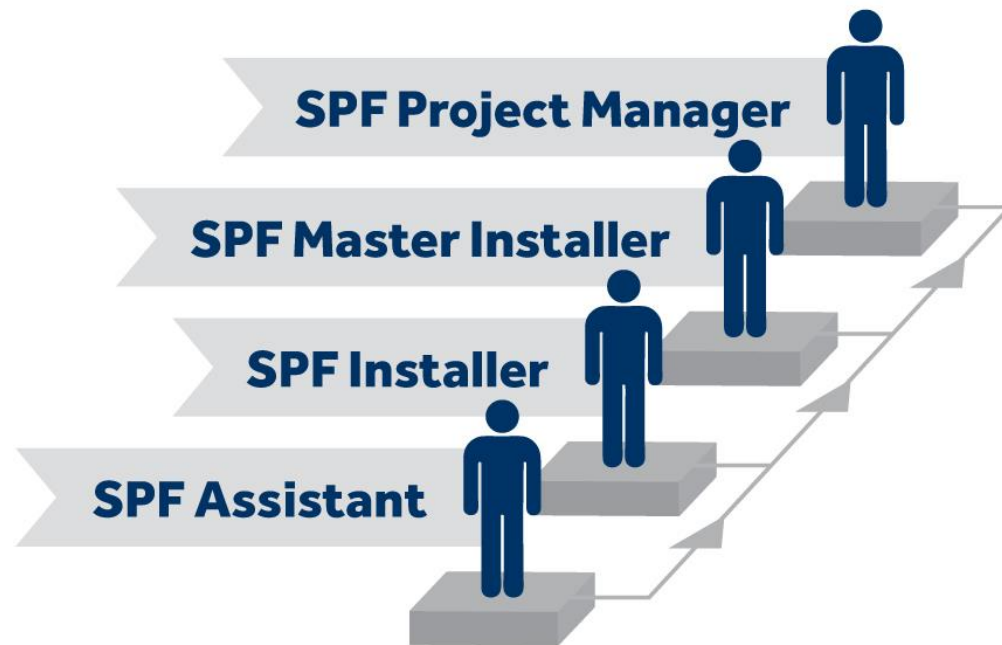 SPF Project Manager
SPF Master Installer
SPF Installer
SPF Assistant